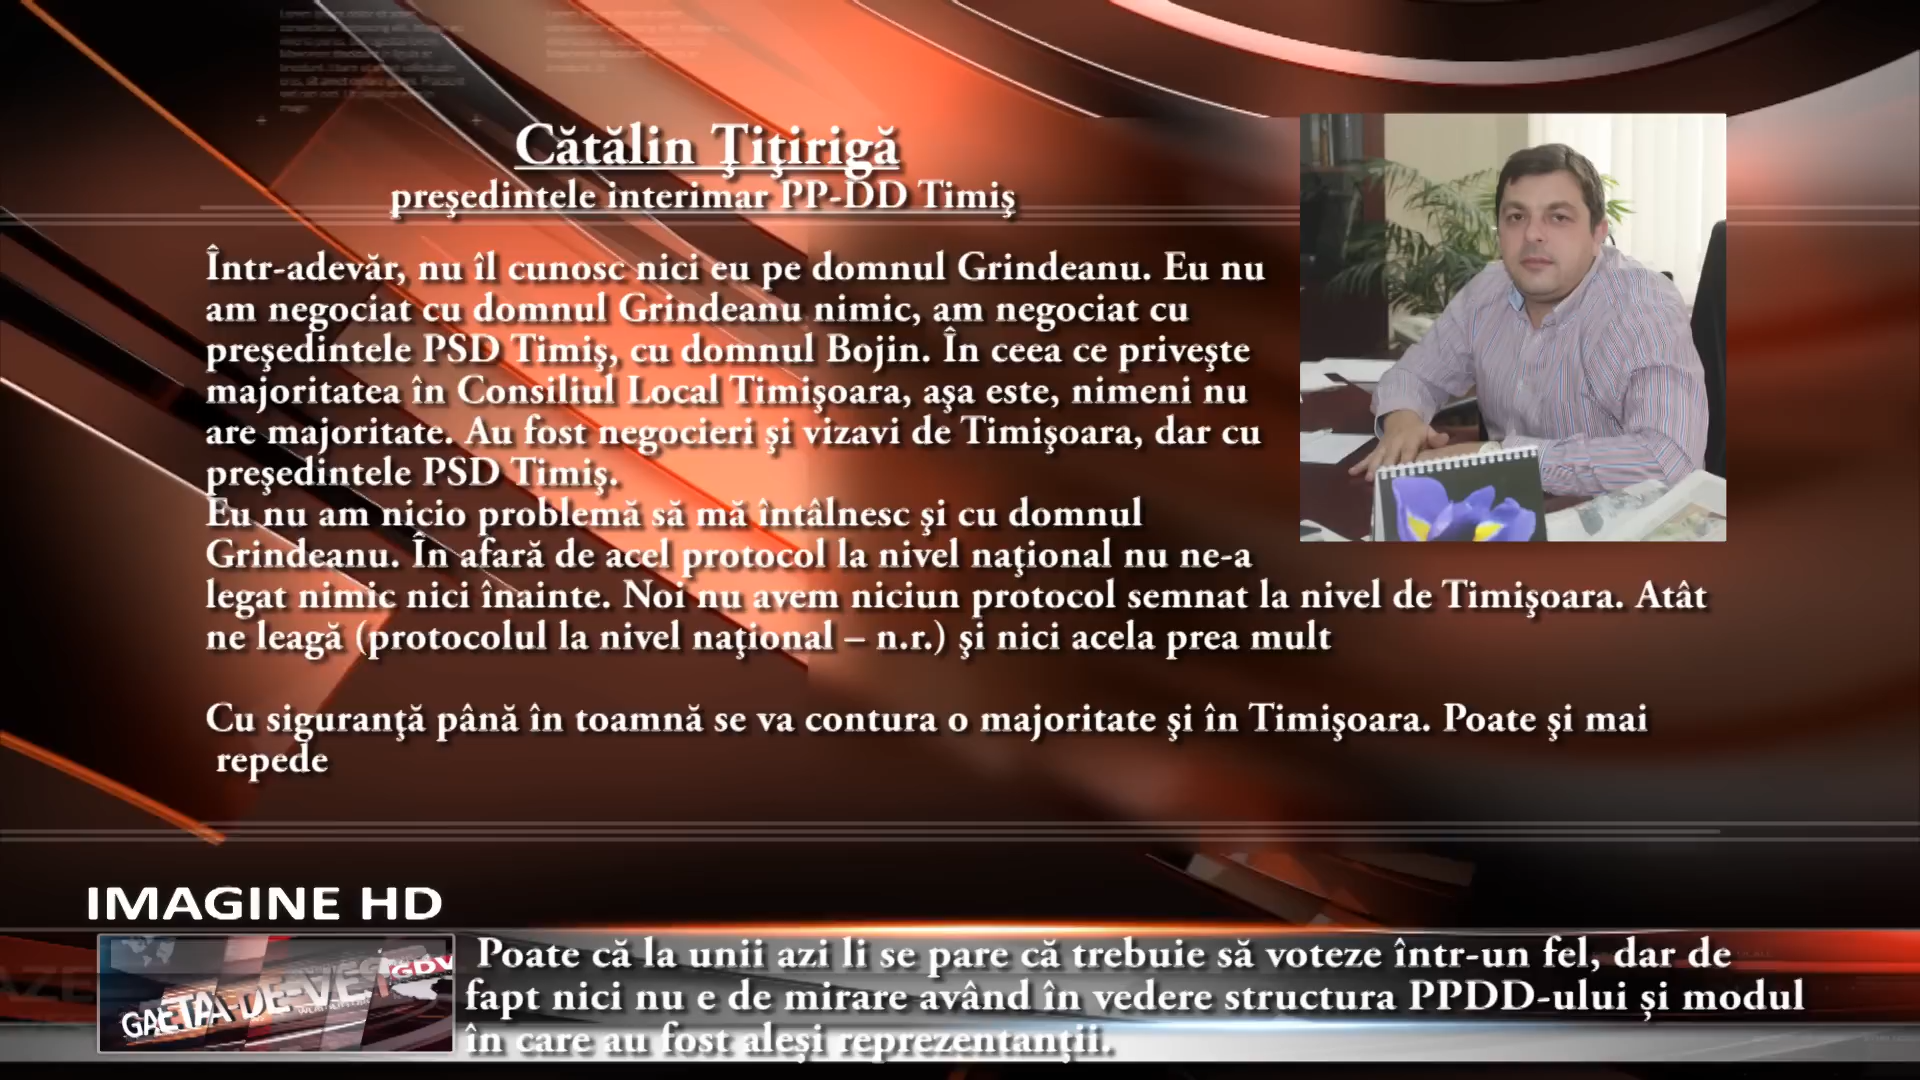 Cătălin Ţiţirigă
preşedintele interimar PP-DD Timiş
Într-adevăr, nu îl cunosc nici eu pe domnul Grindeanu. Eu nu
am negociat cu domnul Grindeanu nimic, am negociat cu
preşedintele PSD Timiş, cu domnul Bojin. În ceea ce priveşte
majoritatea în Consiliul Local Timişoara, aşa este, nimeni nu
are majoritate. Au fost negocieri şi vizavi de Timişoara, dar cu
preşedintele PSD Timiş.
Eu nu am nicio problemă să mă întâlnesc şi cu domnul
Grindeanu. În afară de acel protocol la nivel naţional nu ne-a
legat nimic nici înainte. Noi nu avem niciun protocol semnat la nivel de Timişoara. Atât
ne leagă (protocolul la nivel naţional – n.r.) şi nici acela prea mult
Cu siguranţă până în toamnă se va contura o majoritate şi în Timişoara. Poate şi mai
repede
IMAGINE HD
GDV
Poate că la unii azi li se pare că trebuie să voteze într-un fel, dar de
fapt nici nu e de mirare având în vedere structura PPDD-ului și modul
în care au fost aleși reprezentanții.